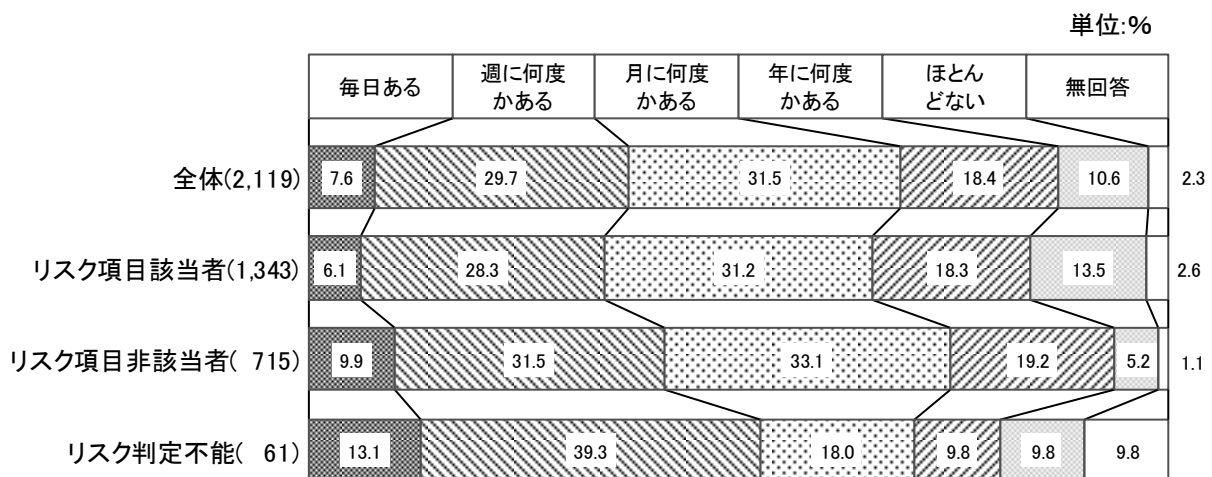 単位:%
毎日ある
週に何度
かある
月に何度
かある
年に何度
かある
ほとん
どない
無回答
全体(2,119) 7.6 29.7 31.5 18.4 10.6 2.3
リスク項目該当者(1,343) 6.1 28.3 31.2 18.3 13.5 2.6
リスク項目非該当者( 715) 9.9 31.5 33.1 19.2 5.2 1.1
リスク判定不能( 61) 13.1 39.3 18.0 9.8 9.8 9.8